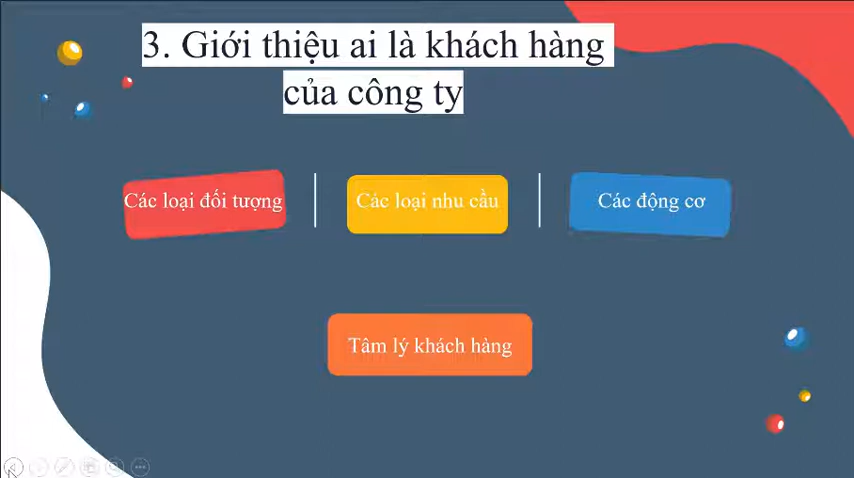 3. Giới thiệu ai là khách hàng
của công ty
Các loại đối tượng
Các loại nhu cầu
Các động cơ
Tâm lý khách hàng